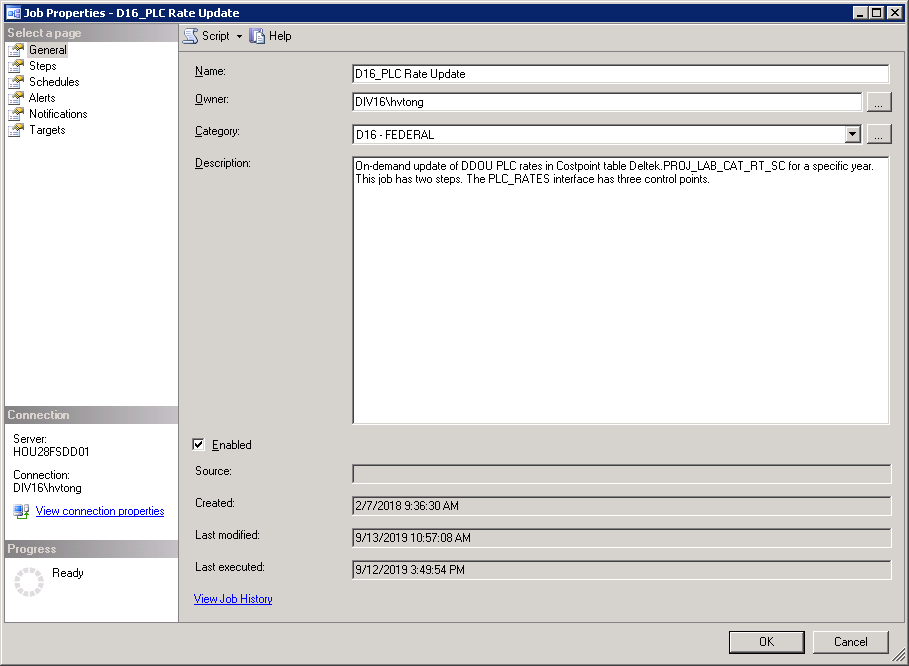 Job Properties - D16_PLC Rate Update
Select a page
General
Steps
Schedules
Alerts
Notifications
Targets
Script
Help
Name:
D16_PLC Rate Update
Owner:
DIV16\hvtong
...
Category:
D16 - FEDERAL
...
Description:
On-demand update of DDOU PLC rates in Costpoint table Deltek.PROJ_LAB_CAT_RT_SC for a specific year.
This job has two steps. The PLC_RATES interface has three control points.
Connection
Server:
HOU28FSDD01
Connection:
DIV16\hvtong
View connection properties
Progress
Ready
Enabled
Source:
Created:
2/7/2018 9:36:30 AM
Last modified:
9/13/2019 10:57:08 AM
Last executed:
9/12/2019 3:49:54 PM
View Job History
OK
Cancel